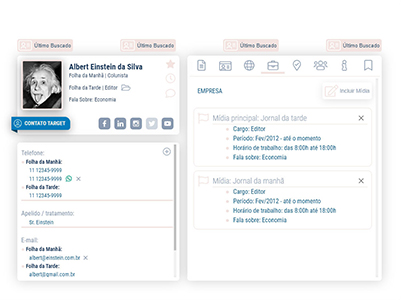 Último Buscado
Último Buscado
Último Buscado
Último Buscado
Albert Einstein da Silva
Folha da Manhã | Colunista
Folha da Tarde | Editor
Fala Sobre: Economia
CONTATO TARGET
Telefone:
Folha da Manhã:
11 12345-9999
11 12345-9999
Folha da Tarde:
11 12345-9999
Apelido / tratamento:
Sr. Einstein
E-mail:
Folha da Manhã:
albert@einstein.com.br
Folha da Tarde:
albert@gmail.com.br
EMPRESA
Incluir Mídia
Mídia principal: Jornal da tarde
Cargo: Editor
Período: Fev/2012 - até o momento
Horário de trabalho: das 8:00h até 18:00h
Fala sobre: Economia
Mídia: Jornal da manhã
Cargo: Editor
Período: Fev/2012 - até o momento
Horário de trabalho: das 8:00h até 18:00h
Fala sobre: Economia